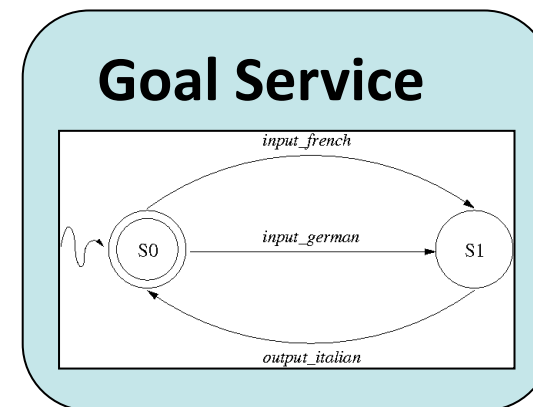 Goal Service
input_french
input_german
S0
S1
output_italian